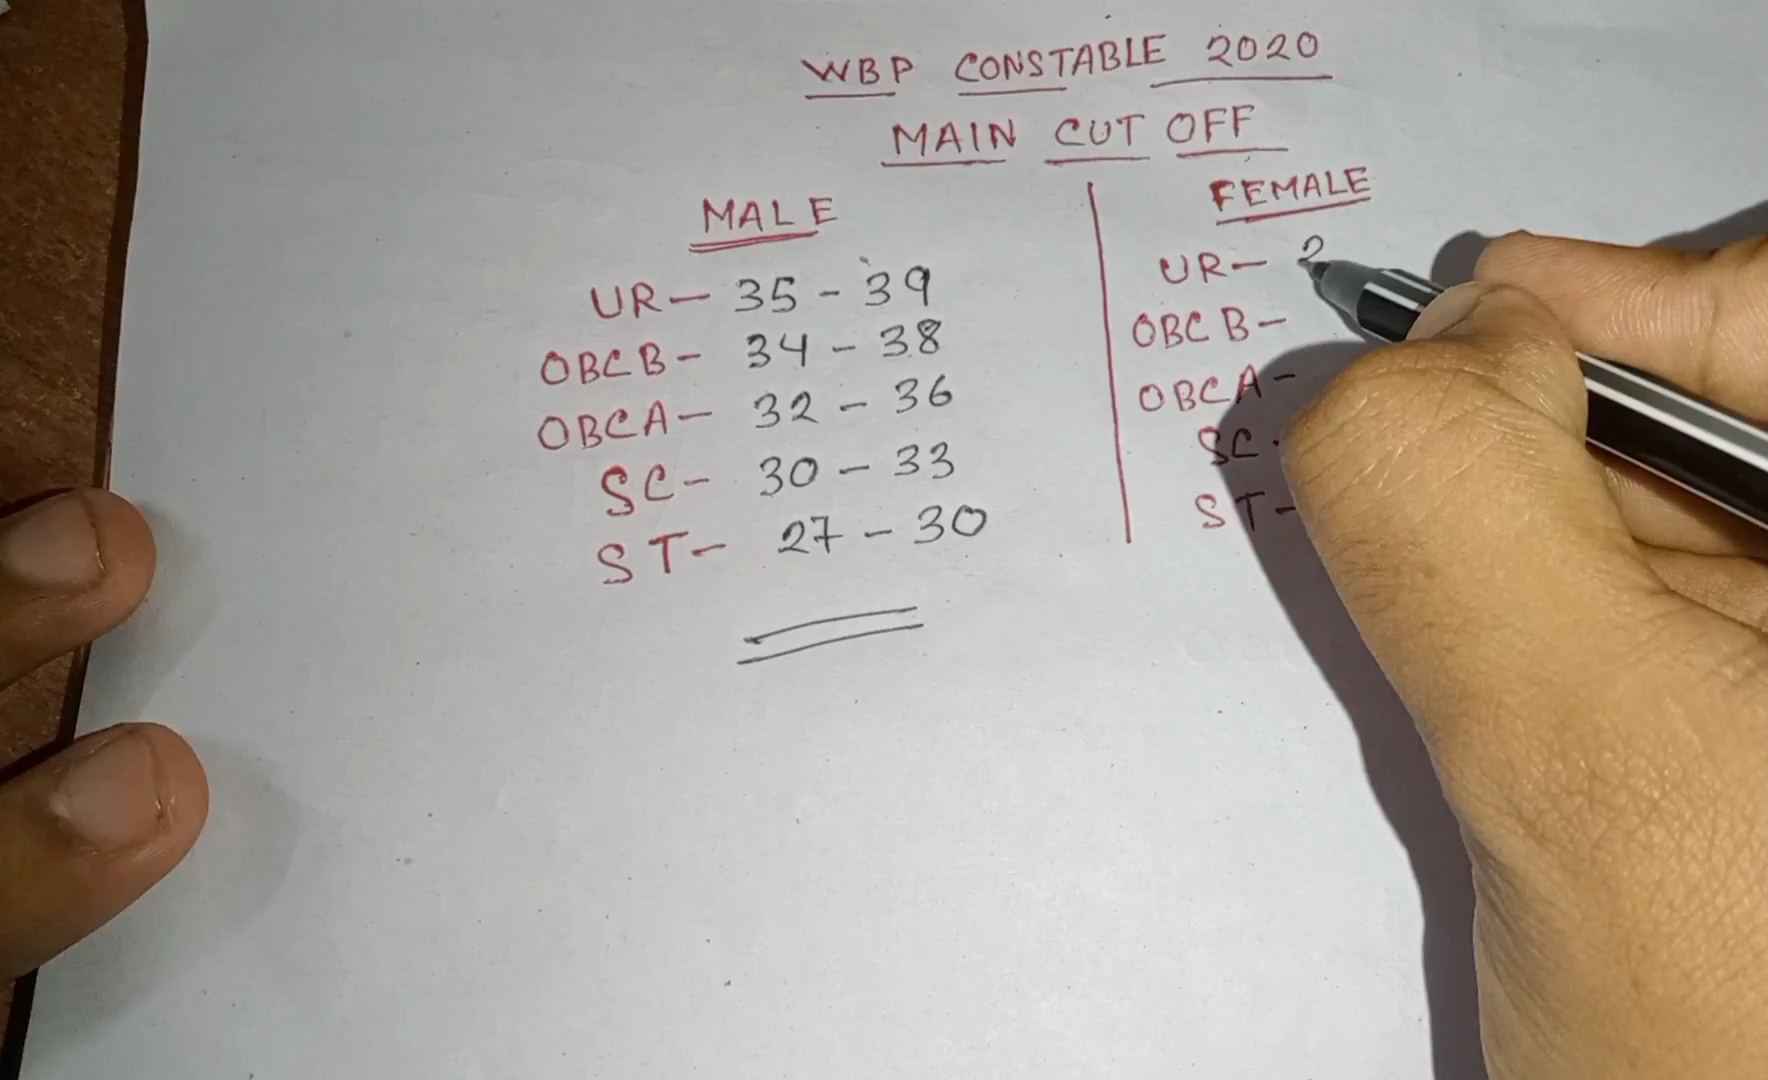 WBP CONSTABLE 2020
MAIN CUT OFF
MALE
UR- 35 - 39
OBCB- 34 - 38
OBCA- 32 - 36
SC- 30 - 33
ST- 27 - 30
FEMALE
UR- 2
OBC B-
OBCA-
SC -
ST-